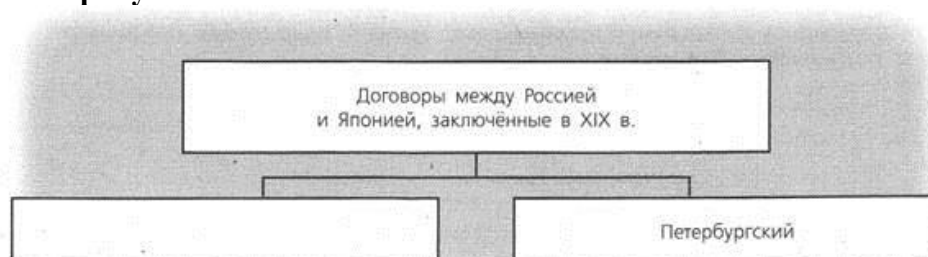 Договоры между Россией
и Японией, заключённые в XIX в.
Петербургский